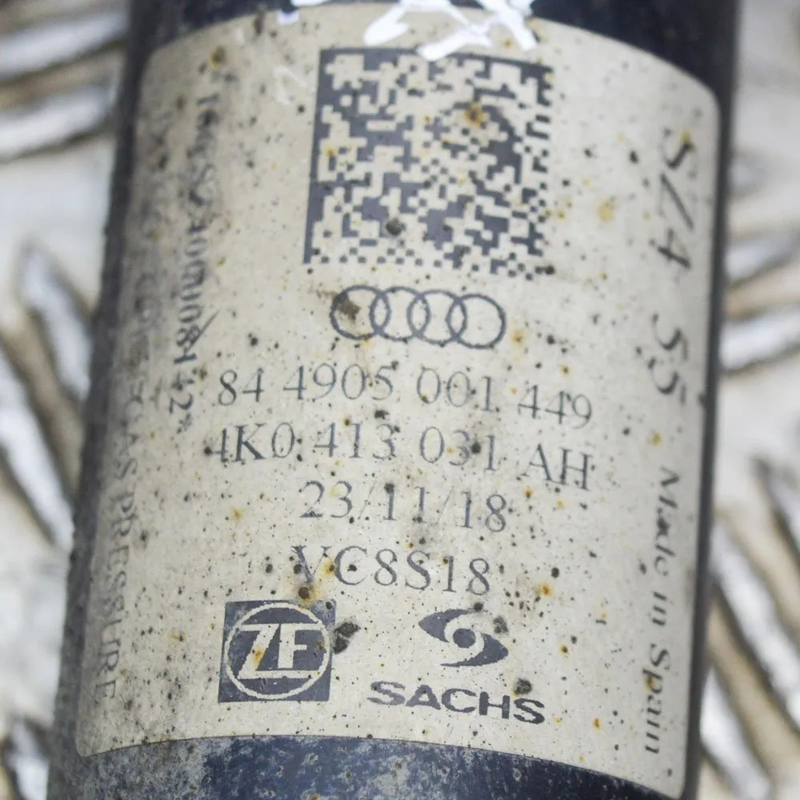 84 4905 001 449
4K0 413 031 AH
23/11/18
VC8S18
ZF
SACHS
SZ4 55 Made in Spain
GAS PRESSURE